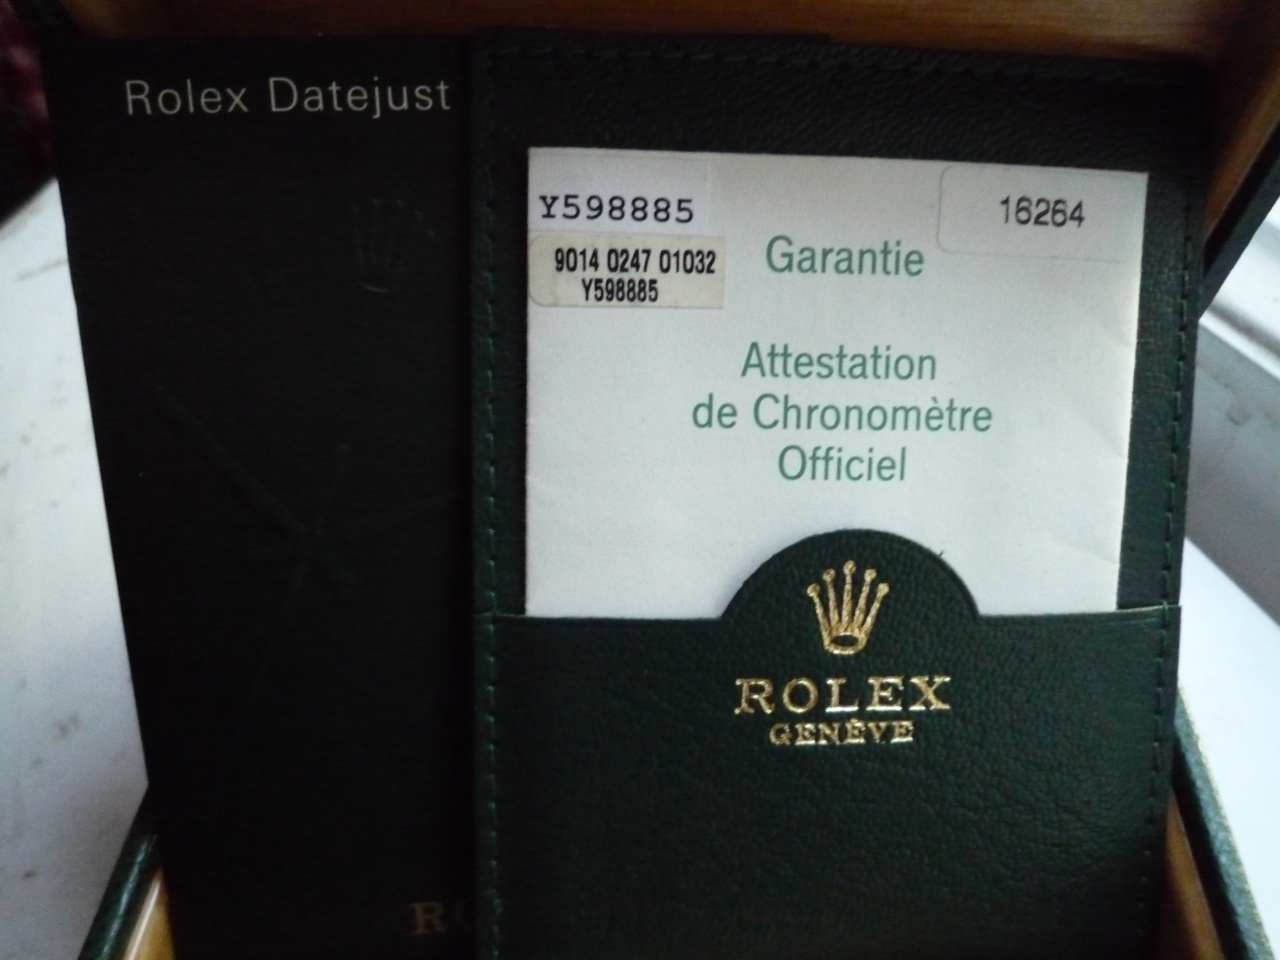 Rolex Datejust
Y598885
16264
9014 0247 01032
Y598885
Garantie
Attestation
de Chronomètre
Officiel
ROLEX
GENÈVE